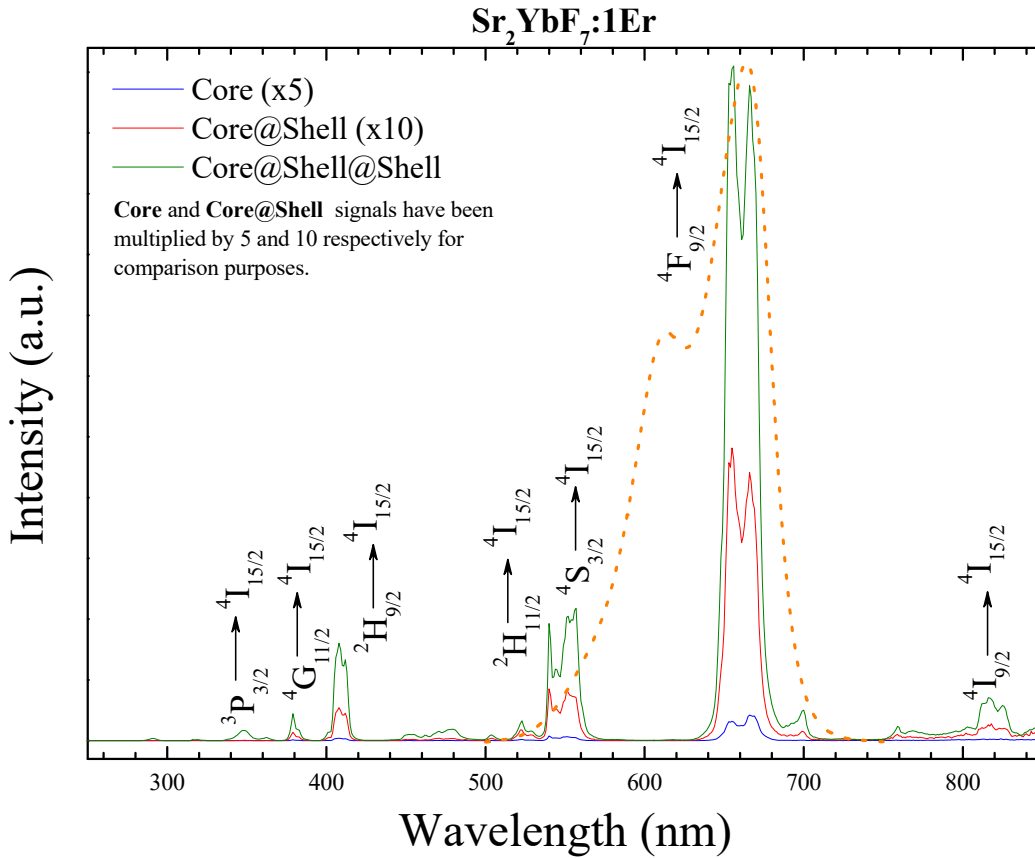 Sr₂YbF₇:1Er
Core (x5)
Core@Shell (x10)
Core@Shell@Shell
Core and Core@Shell signals have been
multiplied by 5 and 10 respectively for
comparison purposes.
Intensity (a.u.)
³P₃/₂ → ⁴I₁₅/₂
⁴G₁₁/₂ → ⁴I₁₅/₂
²H₉/₂ → ⁴I₁₅/₂
²H₁₁/₂ → ⁴I₁₅/₂
⁴S₃/₂ → ⁴I₁₅/₂
⁴F₉/₂ → ⁴I₁₅/₂
⁴I₉/₂ → ⁴I₁₅/₂
300 400 500 600 700 800
Wavelength (nm)